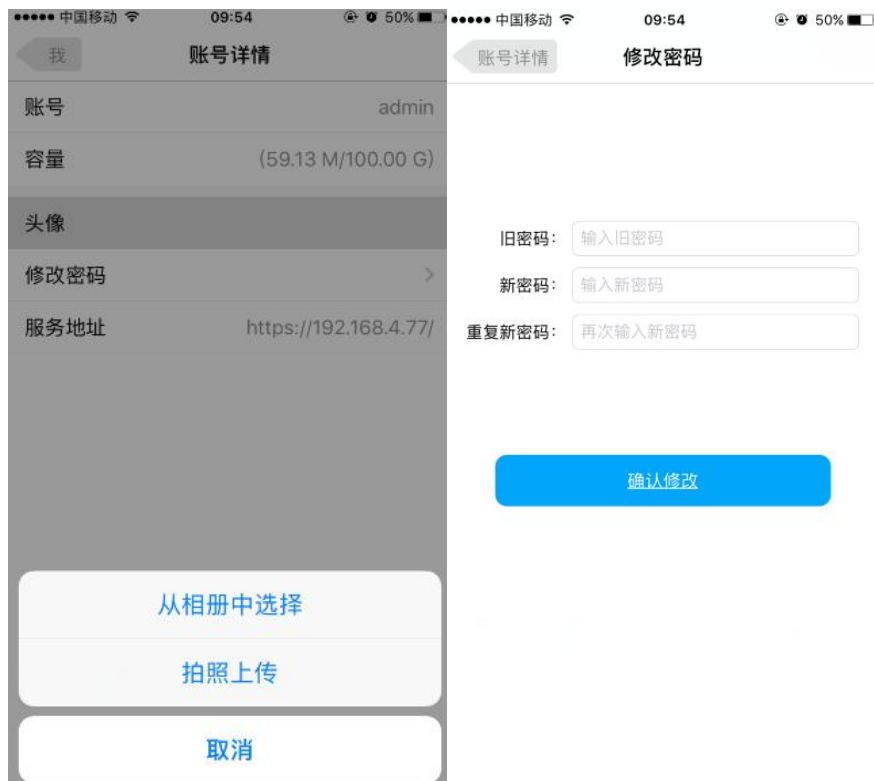 中国移动 09:54 50%
我 账号详情
账号 admin
容量 (59.13 M/100.00 G)
头像
修改密码
服务地址 https://192.168.4.77/
从相册中选择
拍照上传
取消
中国移动 09:54 50%
账号详情 修改密码
旧密码: 输入旧密码
新密码: 输入新密码
重复新密码: 再次输入新密码
确认修改